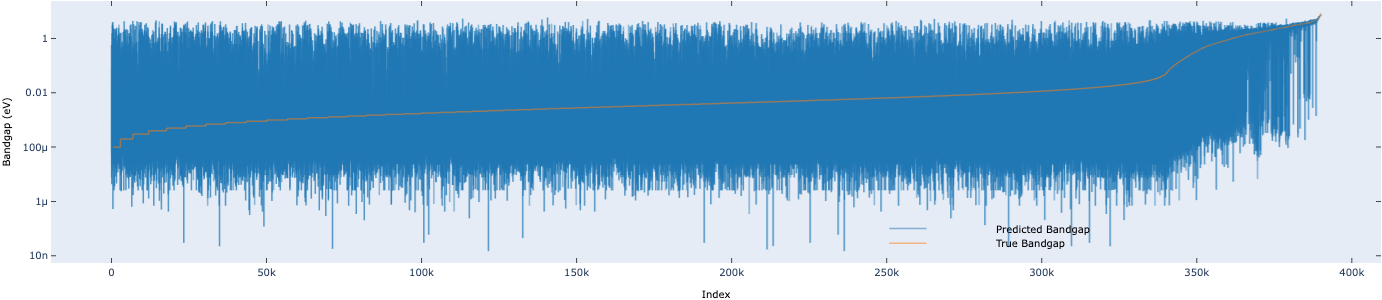 1
0.01
100μ
1μ
10n
Bandgap (eV)
Predicted Bandgap
True Bandgap
0 50k 100k 150k 200k 250k 300k 350k 400k
Index